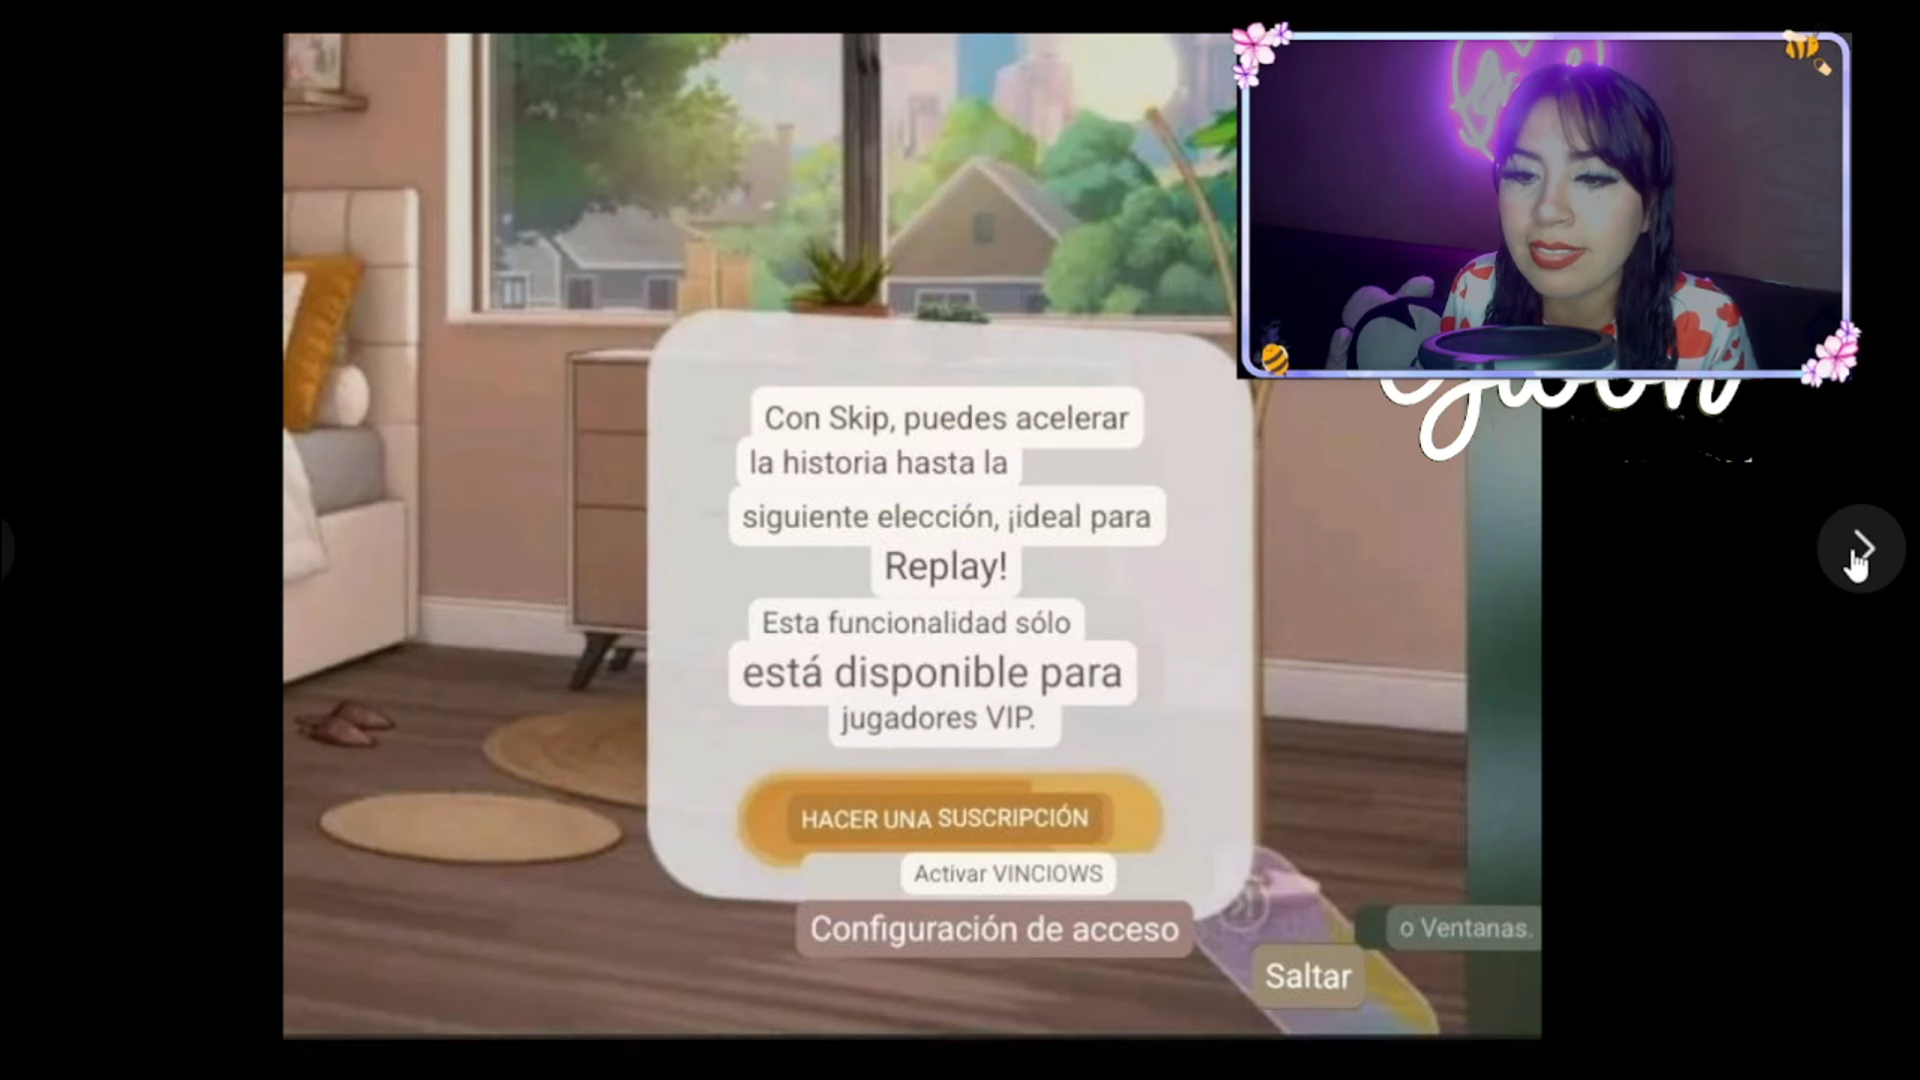 Con Skip, puedes acelerar
la historia hasta la
siguiente elección, ¡ideal para
Replay!
Esta funcionalidad sólo
está disponible para
jugadores VIP.
HACER UNA SUSCRIPCIÓN
Activar VINCIOWS
Configuración de acceso
o Ventanas.
Saltar